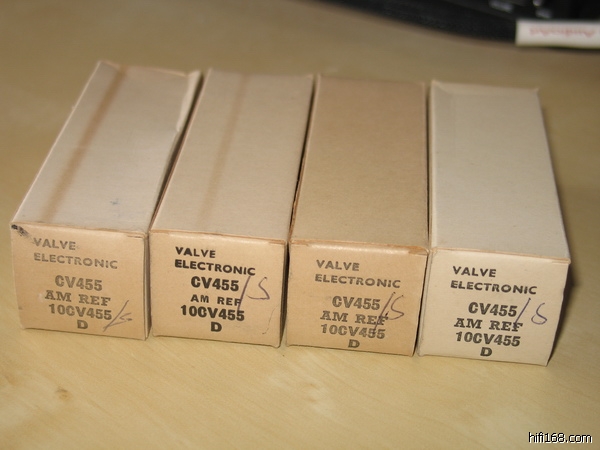 VALVE
ELECTRONIC
CV455
AM REF
10CV455
D
/S
VALVE
ELECTRONIC
CV455
AM REF
10CV455
D
/S
VALVE
ELECTRONIC
CV455
AM REF
10CV455
D
/S
VALVE
ELECTRONIC
CV455
AM REF
10CV455
D
/S
hifi168.com